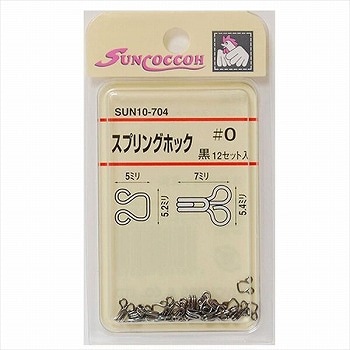 SUNCOCCOH
SUN10-704
スプリングホック #0
黒 12セット入
5ミリ 7ミリ
5.2ミリ 5.4ミリ